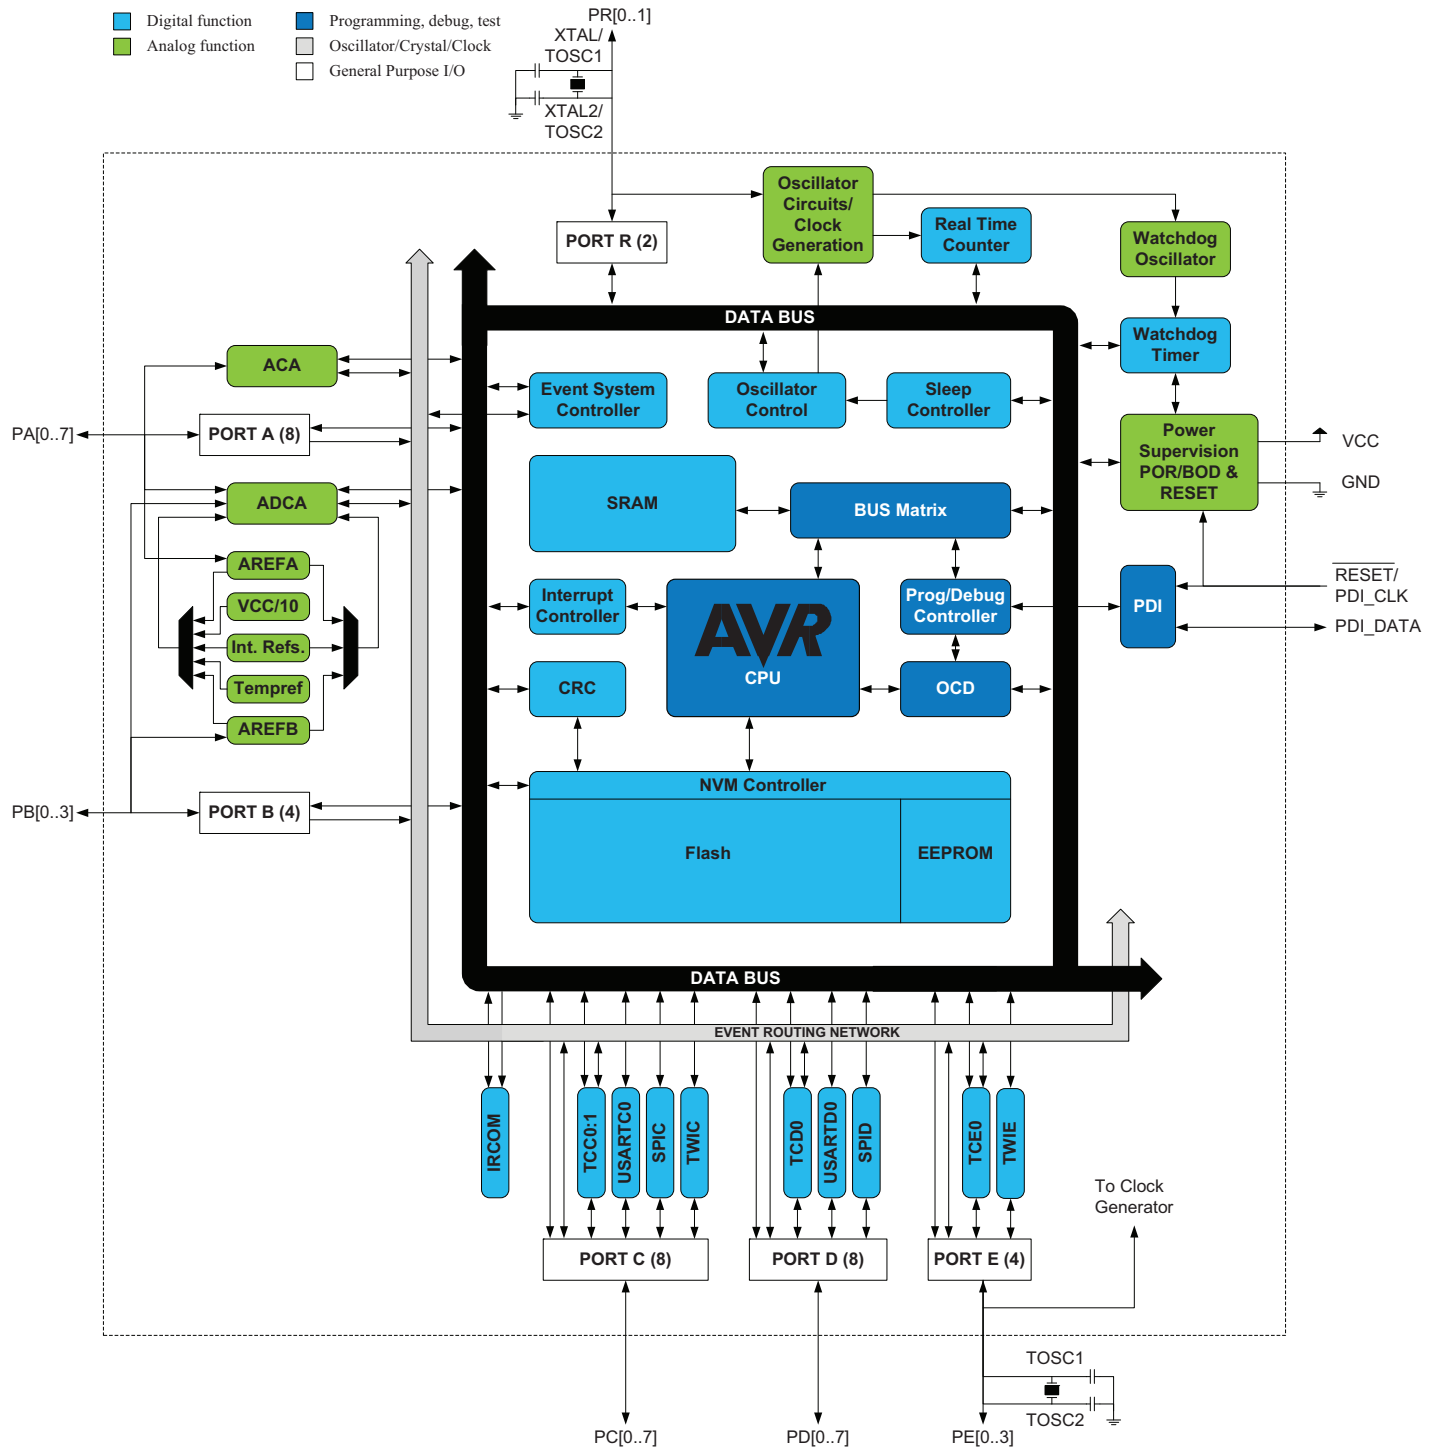 Digital function
Analog function
Programming, debug, test
Oscillator/Crystal/Clock
General Purpose I/O
PR[0..1]
XTAL/
TOSC1
XTAL2/
TOSC2
Oscillator
Circuits/
Clock
Generation
Real Time
Counter
Watchdog
Oscillator
PORT R (2)
DATA BUS
Watchdog
Timer
ACA
Event System
Controller
Oscillator
Control
Sleep
Controller
PA[0..7]
PORT A (8)
Power
Supervision
POR/BOD &
RESET
VCC
GND
ADCA
SRAM
BUS Matrix
AREFA
VCC/10
Int. Refs.
Tempref
AREFB
Interrupt
Controller
AVR
CPU
Prog/Debug
Controller
PDI
RESET/
PDI_CLK
PDI_DATA
CRC
OCD
PB[0..3]
PORT B (4)
NVM Controller
Flash
EEPROM
DATA BUS
EVENT ROUTING NETWORK
IRCOM
TCC0:1
USARTC0
SPIC
TWIC
TCD0
USARTD0
SPID
TCE0
TWIE
To Clock
Generator
PORT C (8)
PORT D (8)
PORT E (4)
TOSC1
TOSC2
PC[0..7]
PD[0..7]
PE[0..3]